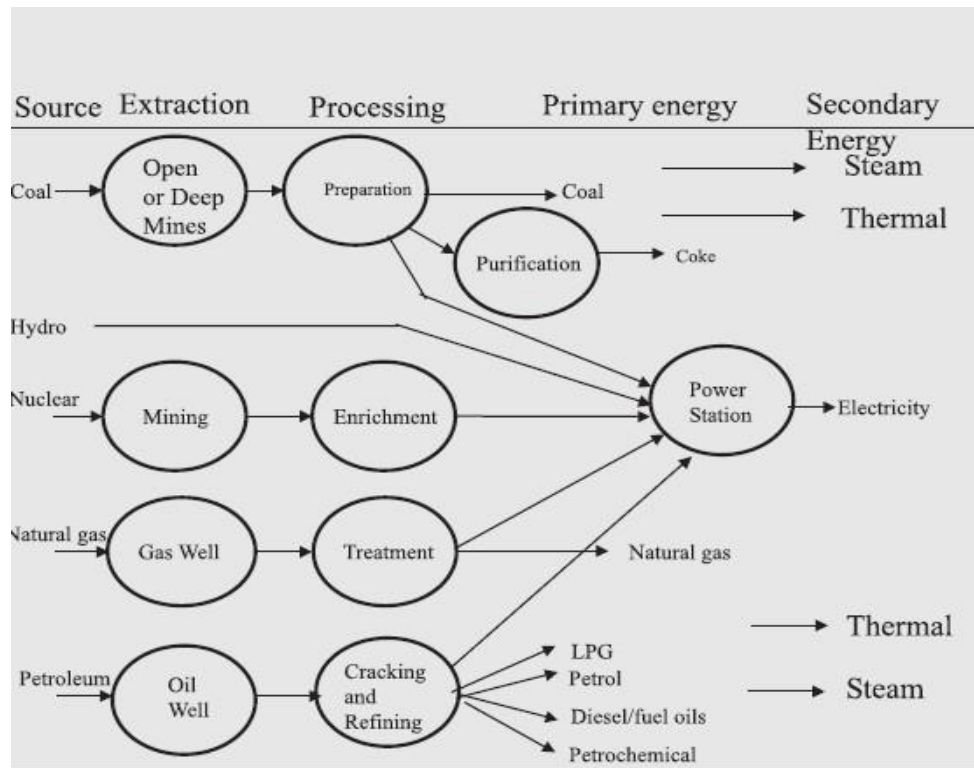 Source Extraction Processing Primary energy Secondary
Energy
Open
or Deep
Mines
Coal
Preparation
Coal
Steam
Thermal
Purification
Coke
Hydro
Nuclear
Mining
Enrichment
Power
Station
Electricity
Natural gas
Gas Well
Treatment
Natural gas
Petroleum
Oil
Well
Cracking
and
Refining
LPG
Petrol
Diesel/fuel oils
Petrochemical
Thermal
Steam